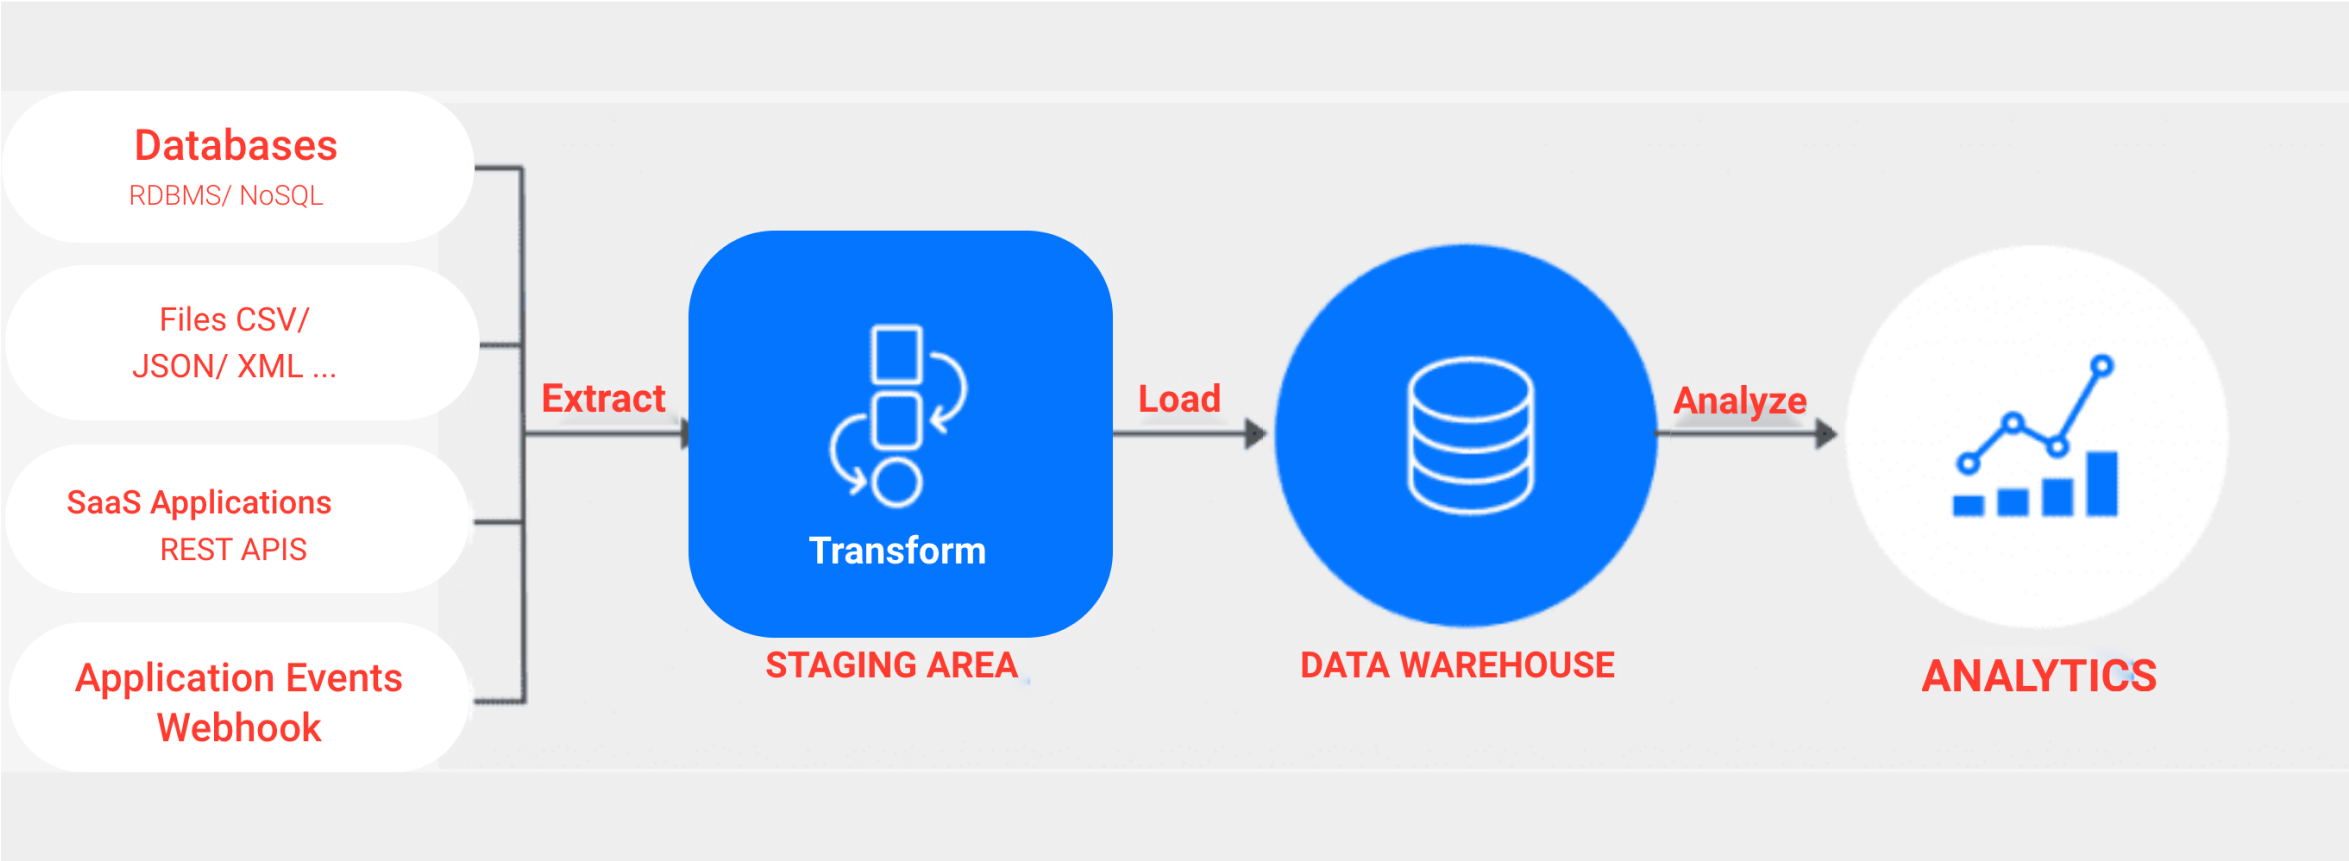 Databases
RDBMS/ NoSQL
Files CSV/
JSON/ XML ...
SaaS Applications
REST APIS
Application Events
Webhook
Extract
Transform
STAGING AREA
Load
DATA WAREHOUSE
Analyze
ANALYTICS